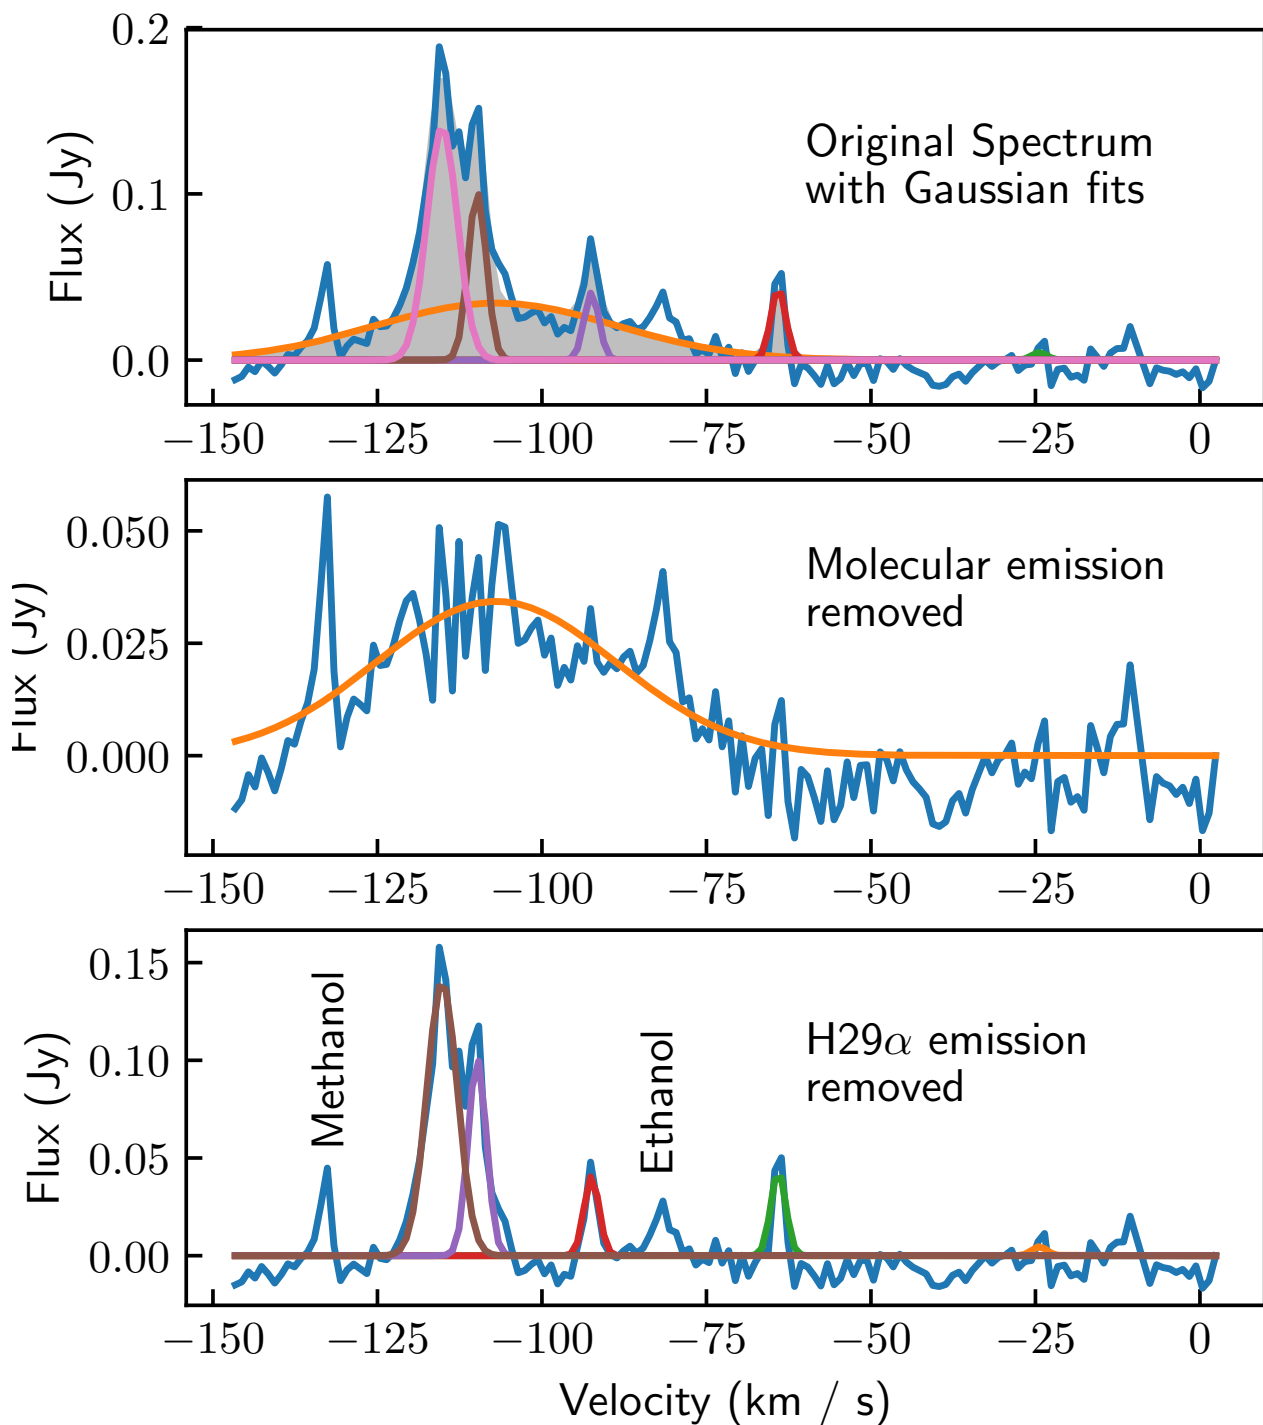 0.2
0.1
0.0
Flux (Jy)
Original Spectrum
with Gaussian fits
−150 −125 −100 −75 −50 −25 0
0.050
0.025
0.000
Flux (Jy)
Molecular emission
removed
−150 −125 −100 −75 −50 −25 0
0.15
0.10
0.05
0.00
Flux (Jy)
Methanol
Ethanol
H29α emission
removed
−150 −125 −100 −75 −50 −25 0
Velocity (km / s)